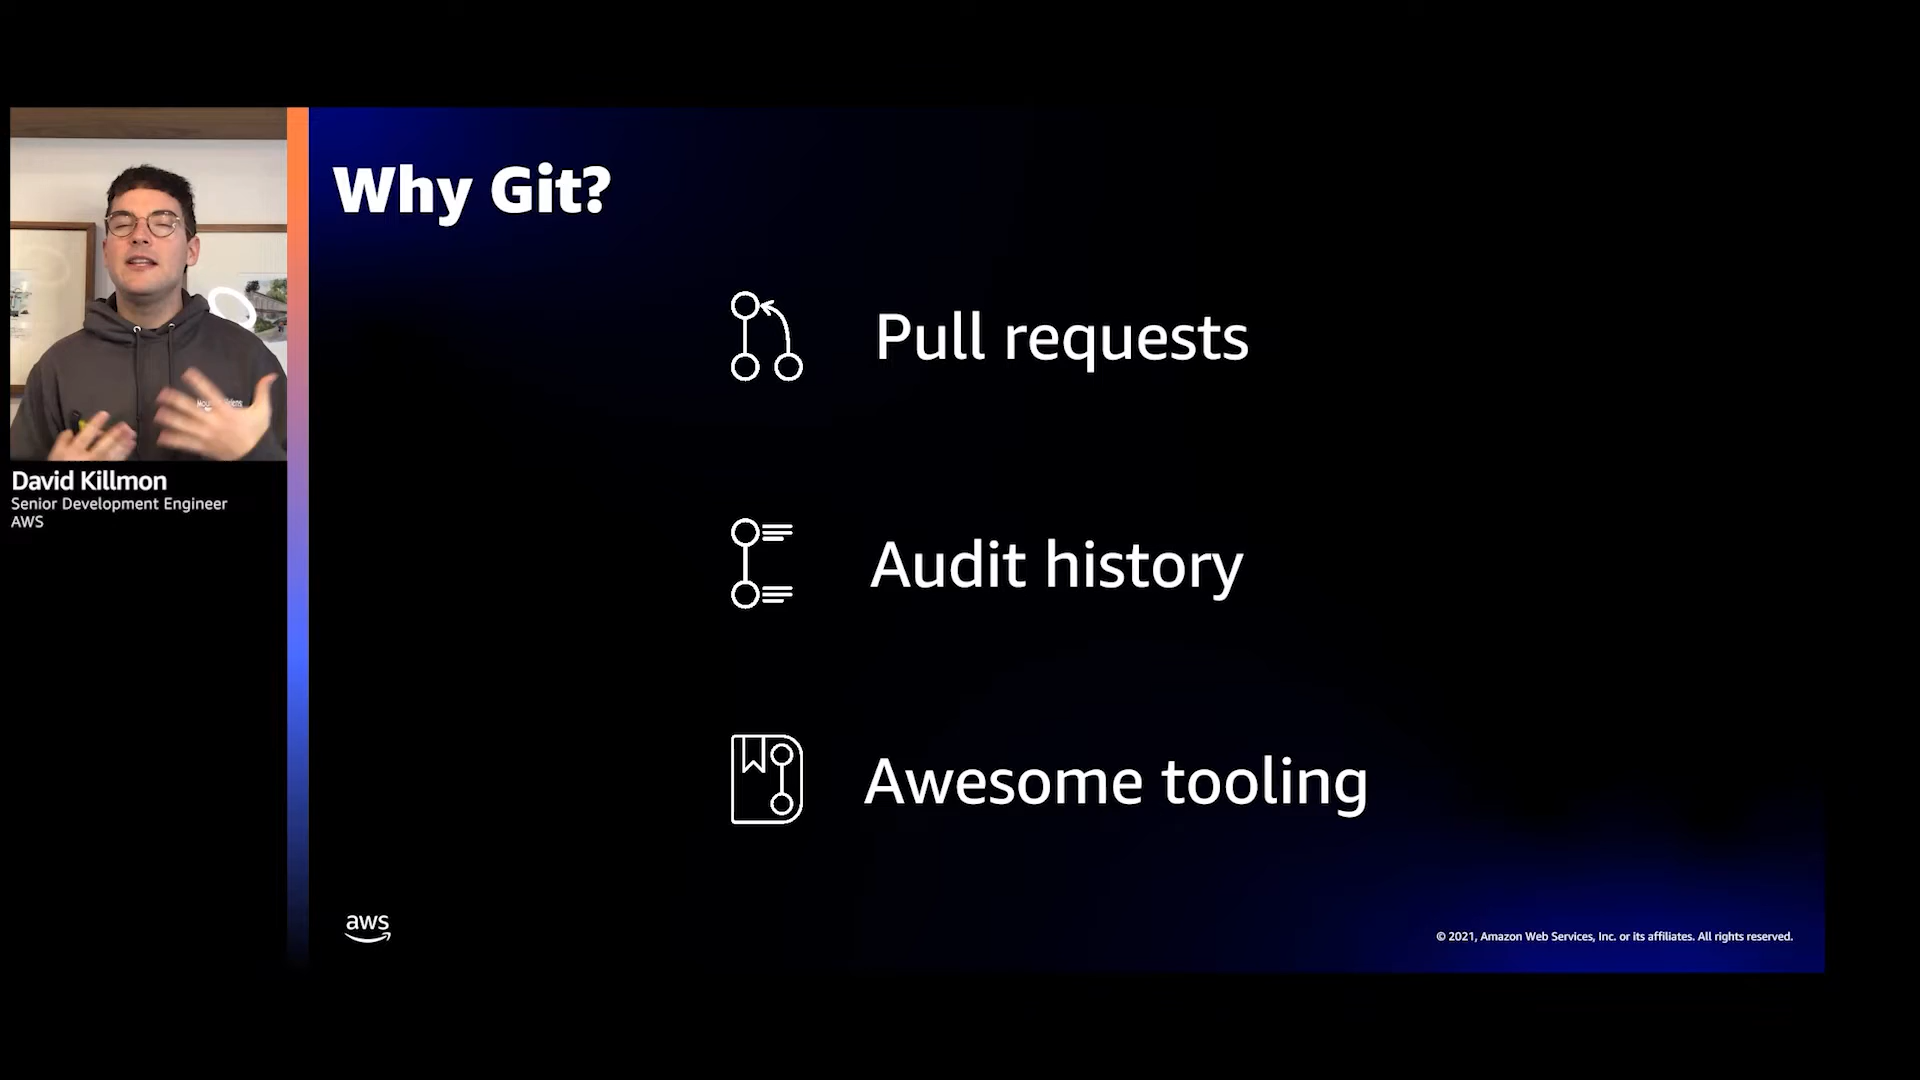 Why Git?
Pull requests
Audit history
Awesome tooling
David Killmon
Senior Development Engineer
AWS
aws
© 2021, Amazon Web Services, Inc. or its affiliates. All rights reserved.